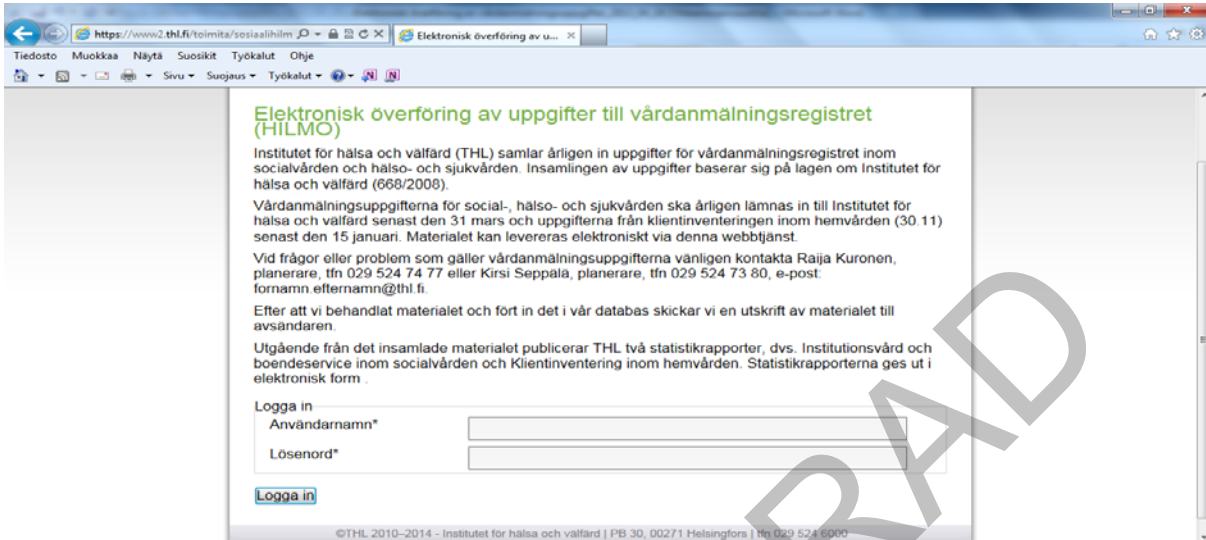 https://www2.thl.fi/toimita/sosiaalihilm
Elektronisk överföring av u...
Tiedosto Muokkaa Näytä Suosikit Työkalut Ohje
Sivu Suojaus Työkalut
Elektronisk överföring av uppgifter till vårdanmälningsregistret
(HILMO)
Institutet för hälsa och välfärd (THL) samlar årligen in uppgifter för vårdanmälningsregistret inom
socialvården och hälso- och sjukvården. Insamlingen av uppgifter baserar sig på lagen om Institutet för
hälsa och välfärd (668/2008).
Vårdanmälningsuppgifterna för social-, hälso- och sjukvården ska årligen lämnas in till Institutet för
hälsa och välfärd senast den 31 mars och uppgifterna från klientinventeringen inom hemvården (30.11)
senast den 15 januari. Materialet kan levereras elektroniskt via denna webbtjänst.
Vid frågor eller problem som gäller vårdanmälningsuppgifterna vänligen kontakta Raija Kuronen,
planerare, tfn 029 524 74 77 eller Kirsi Seppälä, planerare, tfn 029 524 73 80, e-post:
fornamn.efternamn@thl.fi.
Efter att vi behandlat materialet och fört in det i vår databas skickar vi en utskrift av materialet till
avsändaren.
Utgående från det insamlade materialet publicerar THL två statistikrapporter, dvs. Institutionsvård och
boendeservice inom socialvården och Klientinventering inom hemvården. Statistikrapporterna ges ut i
elektronisk form .
Logga in
Användarnamn*
Lösenord*
Logga in
©THL 2010–2014 - Institutet för hälsa och välfärd | PB 30, 00271 Helsingfors | tfn 029 524 6000
RAD